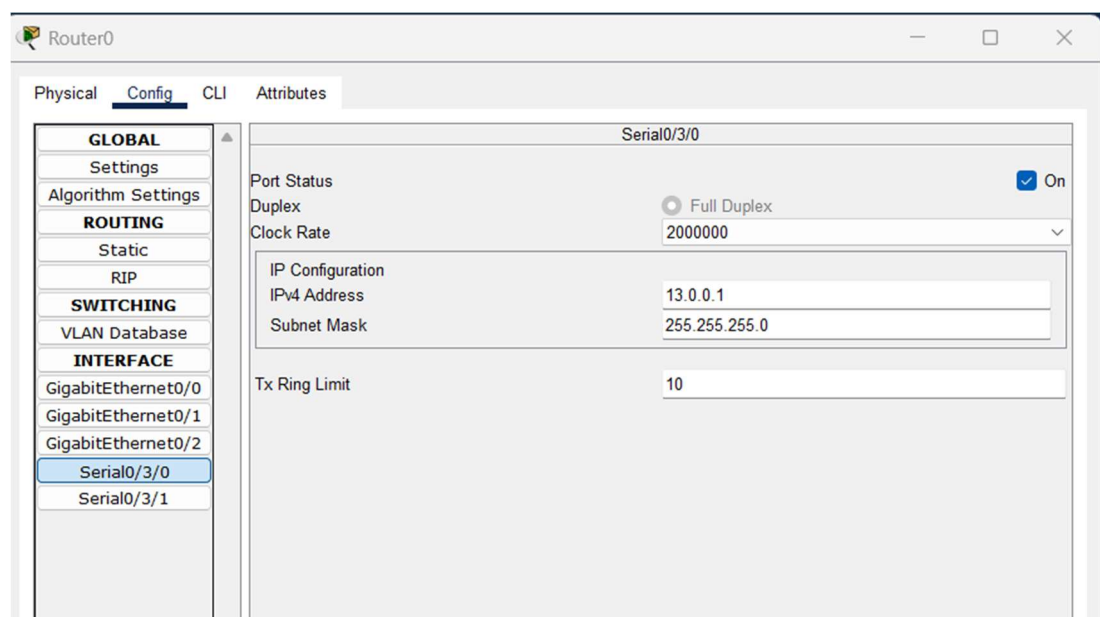 Router0
Physical Config CLI Attributes
GLOBAL
Settings
Algorithm Settings
ROUTING
Static
RIP
SWITCHING
VLAN Database
INTERFACE
GigabitEthernet0/0
GigabitEthernet0/1
GigabitEthernet0/2
Serial0/3/0
Serial0/3/1
Serial0/3/0
Port Status On
Duplex Full Duplex
Clock Rate 2000000
IP Configuration
IPv4 Address 13.0.0.1
Subnet Mask 255.255.255.0
Tx Ring Limit 10